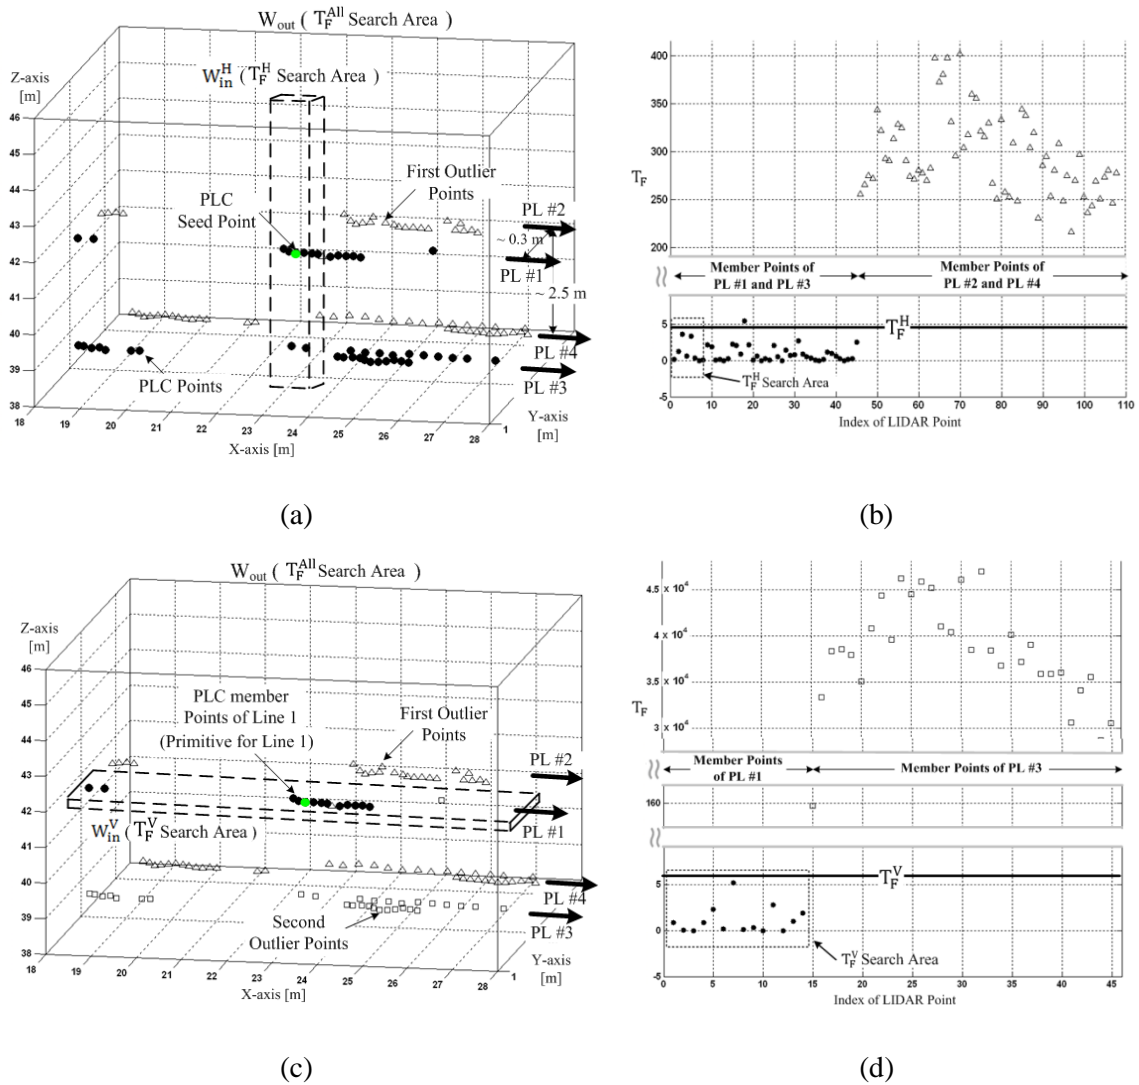 W_out ( T_F^All Search Area )
Z-axis
[m]
W_in^H ( T_F^H Search Area )
46
45
44
43
42
41
40
39
38
First Outlier
Points
PLC
Seed Point
PL #2
~ 0.3 m
PL #1
~ 2.5 m
PL #4
PL #3
PLC Points
18 19 20 21 22 23 24 25 26 27 28 1
X-axis [m]
Y-axis
[m]
(a)
400
350
300
250
200
T_F
Member Points of
PL #1 and PL #3
Member Points of
PL #2 and PL #4
5
0
-5
T_F^H
T_F^H Search Area
0 10 20 30 40 50 60 70 80 90 100 110
Index of LIDAR Point
(b)
W_out ( T_F^All Search Area )
Z-axis
[m]
46
45
44
43
42
41
40
39
38
PLC member
Points of Line 1
(Primitive for Line 1)
First Outlier
Points
PL #2
PL #1
W_in^V ( T_F^V Search Area )
PL #4
PL #3
Second
Outlier Points
18 19 20 21 22 23 24 25 26 27 28 1
X-axis [m]
Y-axis
[m]
(c)
4.5 x 10^4
4 x 10^4
3.5 x 10^4
3 x 10^4
T_F
Member Points
of PL #1
Member Points of PL #3
160
5
0
-5
T_F^V
T_F^V Search Area
0 5 10 15 20 25 30 35 40 45
Index of LIDAR Point
(d)